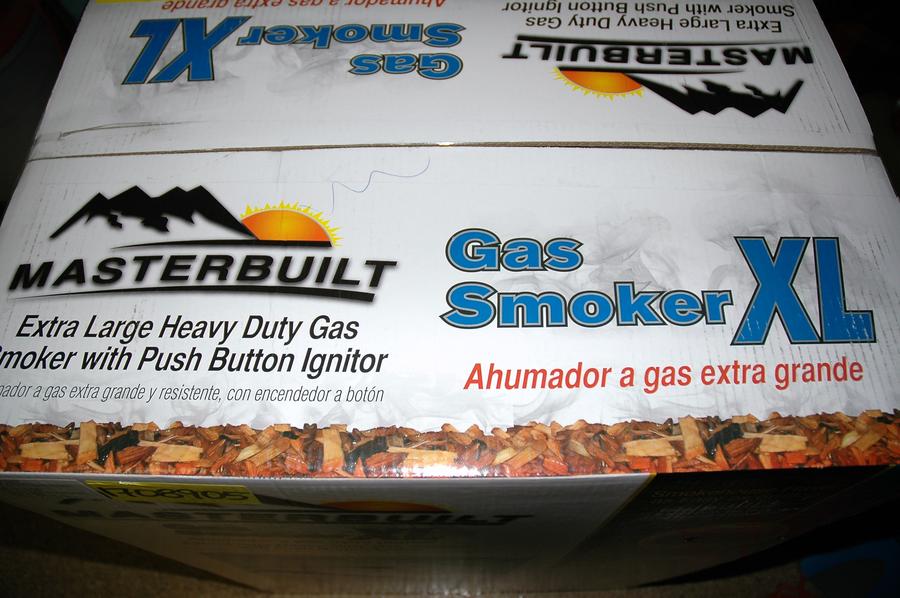 Ahumador a gas extra grande
Gas
Smoker XL
Extra Large Heavy Duty Gas
Smoker with Push Button Ignitor
MASTERBUILT
MASTERBUILT
Extra Large Heavy Duty Gas
Smoker with Push Button Ignitor
ador a gas extra grande y resistente, con encendedor a botón
Gas
Smoker XL
Ahumador a gas extra grande
MASTERBUILT